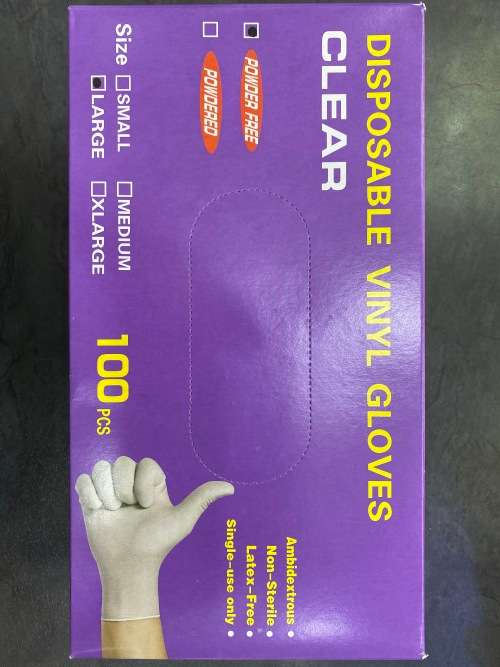 DISPOSABLE VINYL GLOVES
CLEAR
POWDER FREE
POWDERED
Size SMALL MEDIUM
LARGE XLARGE
100 PCS
Ambidextrous
Non-Sterile
Latex-Free
Single-use only